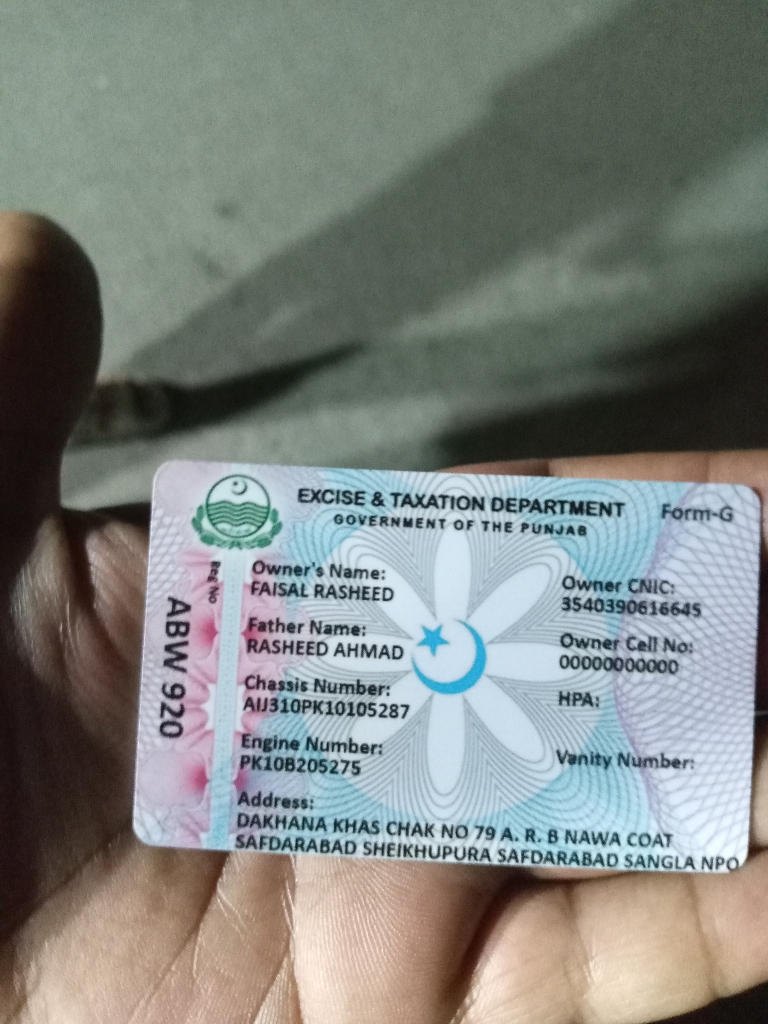 EXCISE & TAXATION DEPARTMENT
GOVERNMENT OF THE PUNJAB
Form-G
Reg No
ABW 920
Owner's Name:
FAISAL RASHEED
Father Name:
RASHEED AHMAD
Chassis Number:
AIJ310PK10105287
Engine Number:
PK10B205275
Address:
DAKHANA KHAS CHAK NO 79 A. R. B NAWA COAT
SAFDARABAD SHEIKHUPURA SAFDARABAD SANGLA NPO
Owner CNIC:
3540390616645
Owner Cell No:
00000000000
HPA:
Vanity Number: